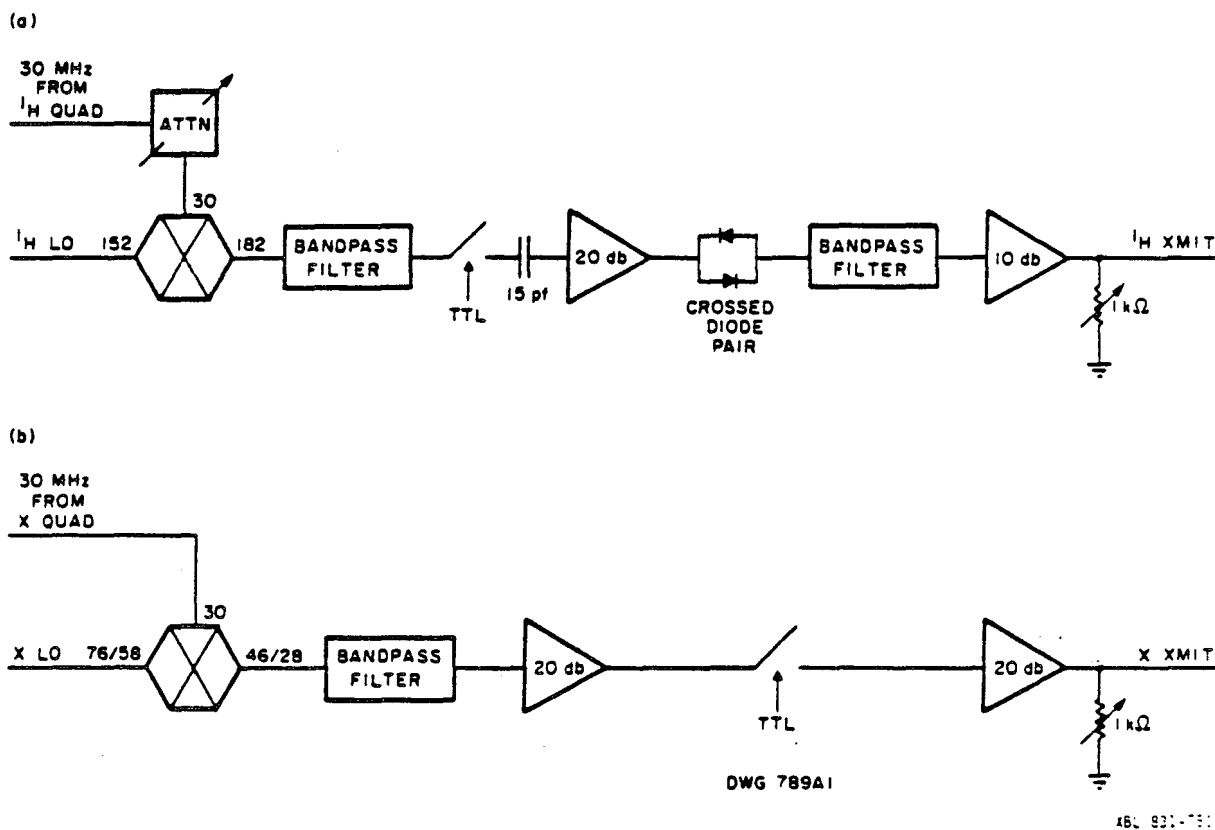 (a)
30 MHz
FROM
¹H QUAD
ATTN
30
¹H LO 152
182
BANDPASS
FILTER
TTL
15 pf
20 db
CROSSED
DIODE
PAIR
BANDPASS
FILTER
10 db
¹H XMIT
1 kΩ
(b)
30 MHz
FROM
X QUAD
30
X LO 76/58
46/28
BANDPASS
FILTER
20 db
TTL
20 db
X XMIT
1 kΩ
DWG 789A1
XBL